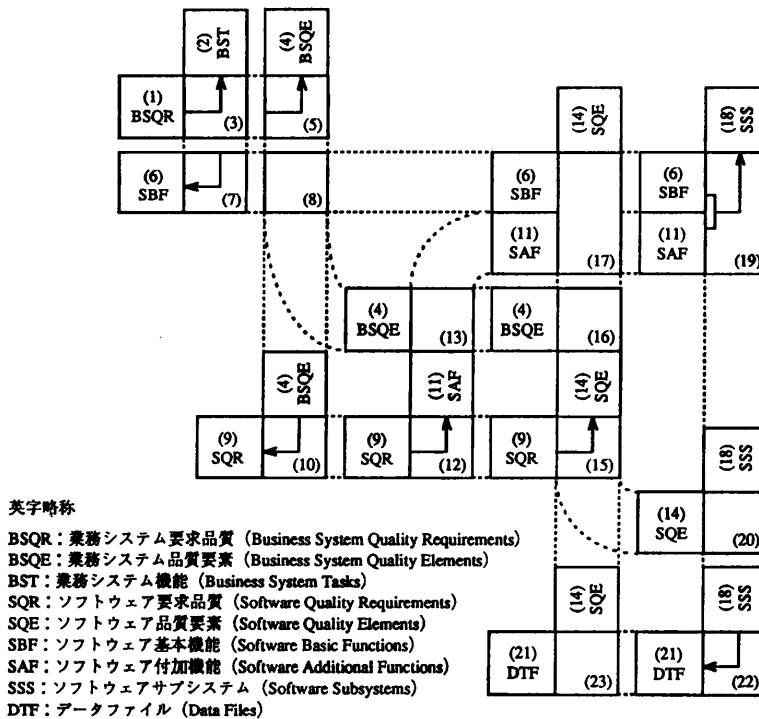 (2) BST
(4) BSQE
(1) BSQR
(3)
(5)
(14) SQE
(18) SSS
(6) SBF
(7)
(8)
(6) SBF
(6) SBF
(11) SAF
(17)
(11) SAF
(19)
(4) BSQE
(13)
(4) BSQE
(16)
(4) BSQE
(11) SAF
(14) SQE
(9) SQR
(10)
(9) SQR
(12)
(9) SQR
(15)
(18) SSS
(14) SQE
(20)
(14) SQE
(18) SSS
(21) DTF
(23)
(21) DTF
(22)
英字略称
BSQR：業務システム要求品質（Business System Quality Requirements）
BSQE：業務システム品質要素（Business System Quality Elements）
BST：業務システム機能（Business System Tasks）
SQR：ソフトウェア要求品質（Software Quality Requirements）
SQE：ソフトウェア品質要素（Software Quality Elements）
SBF：ソフトウェア基本機能（Software Basic Functions）
SAF：ソフトウェア付加機能（Software Additional Functions）
SSS：ソフトウェアサブシステム（Software Subsystems）
DTF：データファイル（Data Files）